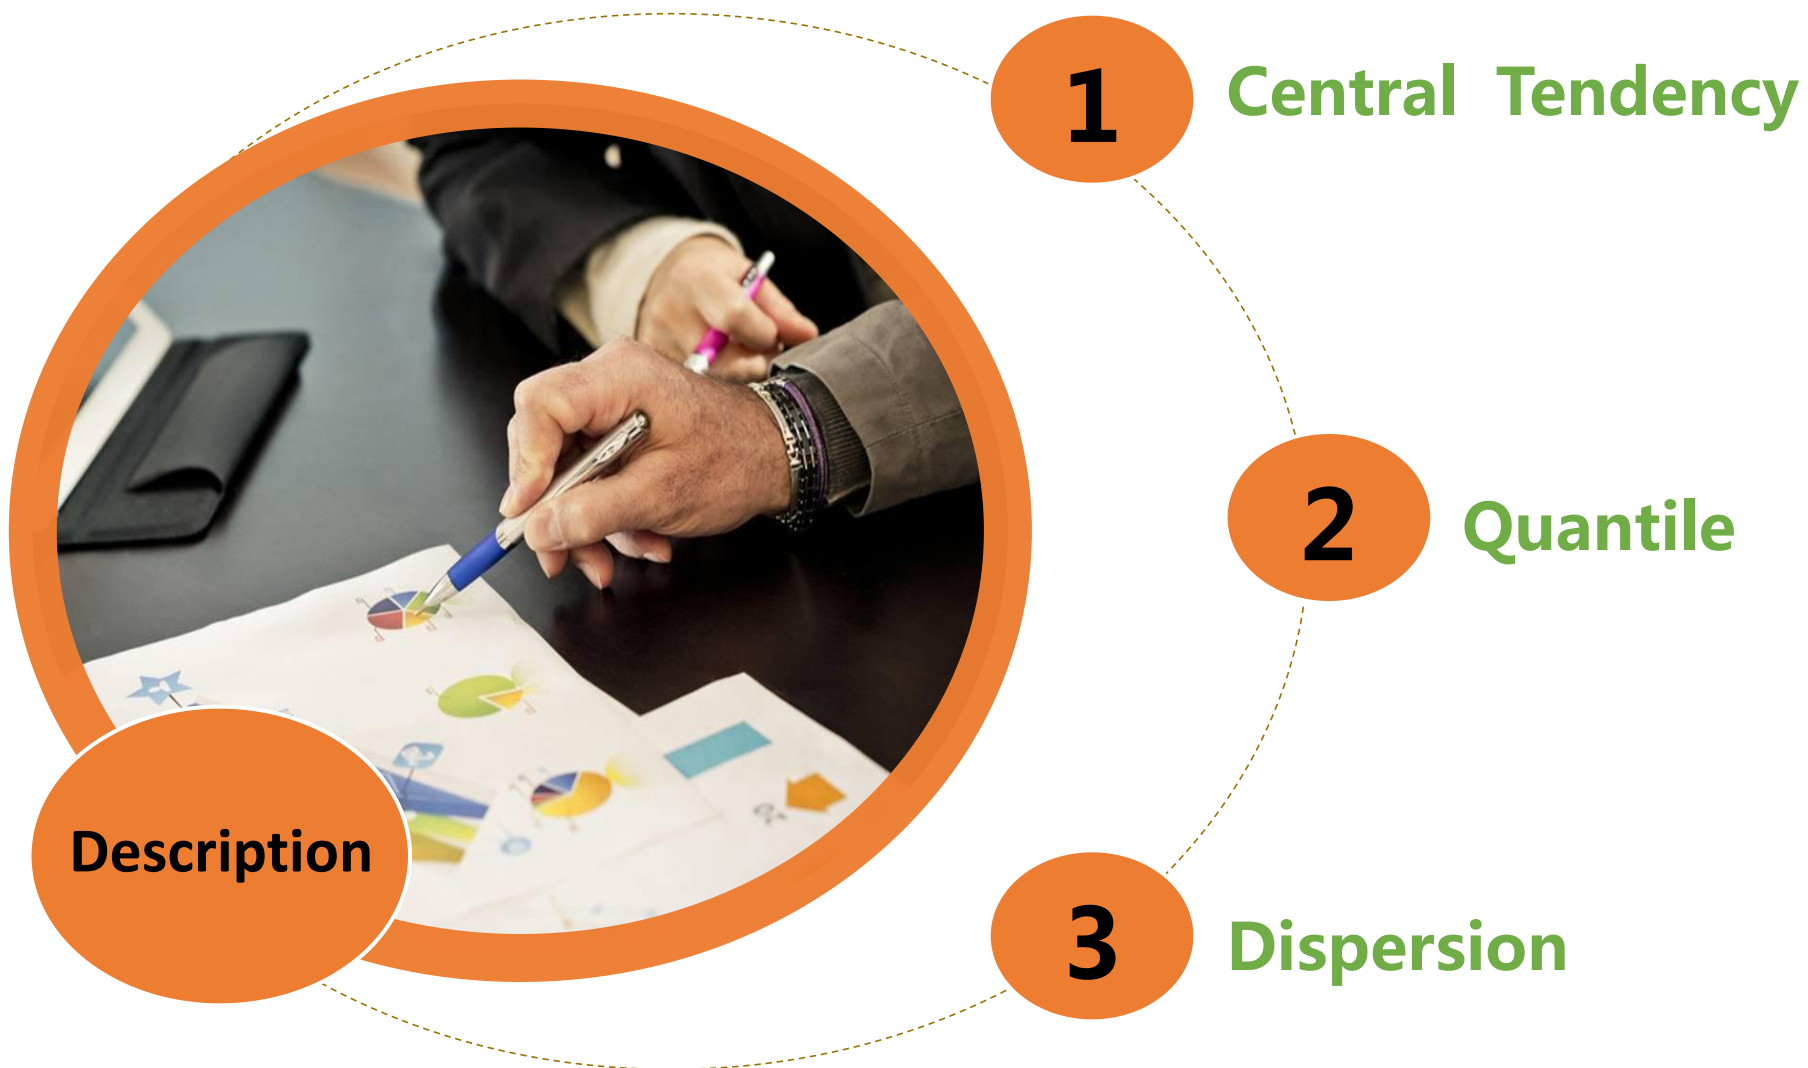 1
Central Tendency
2
Quantile
Description
3
Dispersion